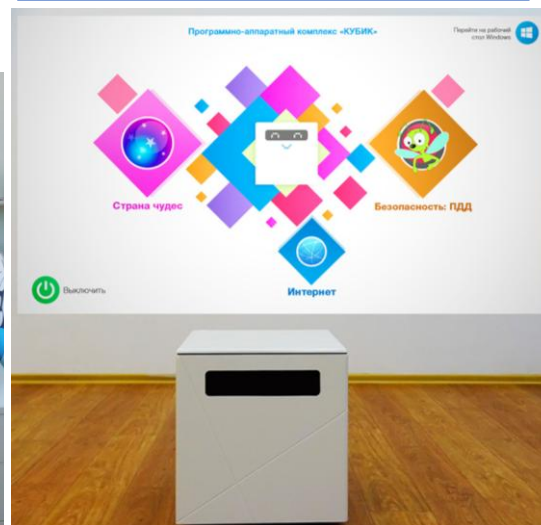 Программно-аппаратный комплекс «КУБИК»
Перейти на рабочий
стол Windows
Страна чудес
Безопасность: ПДД
Интернет
Выключить